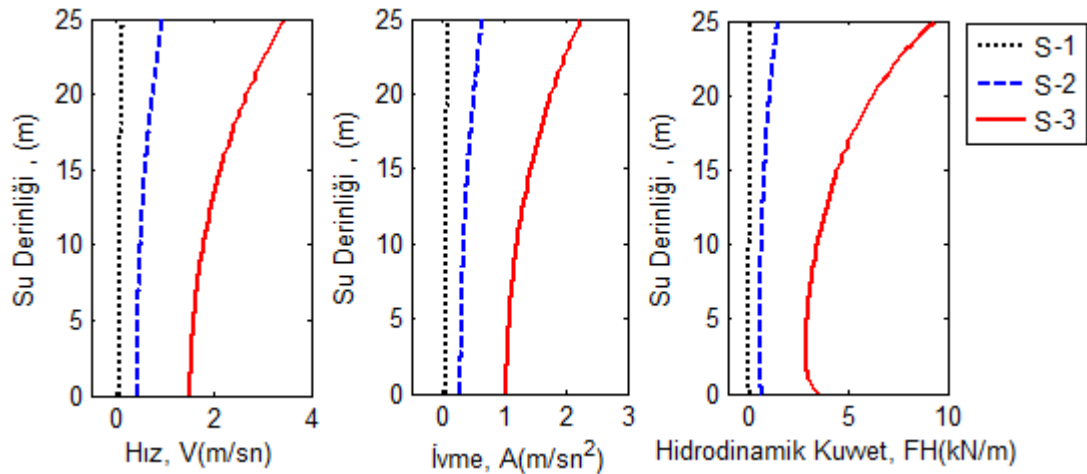 25
20
15
10
5
0
Su Derinliği , (m)
0 2 4
Hız, V(m/sn)
25
20
15
10
5
0
Su Derinliği , (m)
0 1 2 3
İvme, A(m/sn²)
25
20
15
10
5
0
Su Derinliği , (m)
0 5 10
Hidrodinamik Kuwet, FH(kN/m)
S-1
S-2
S-3